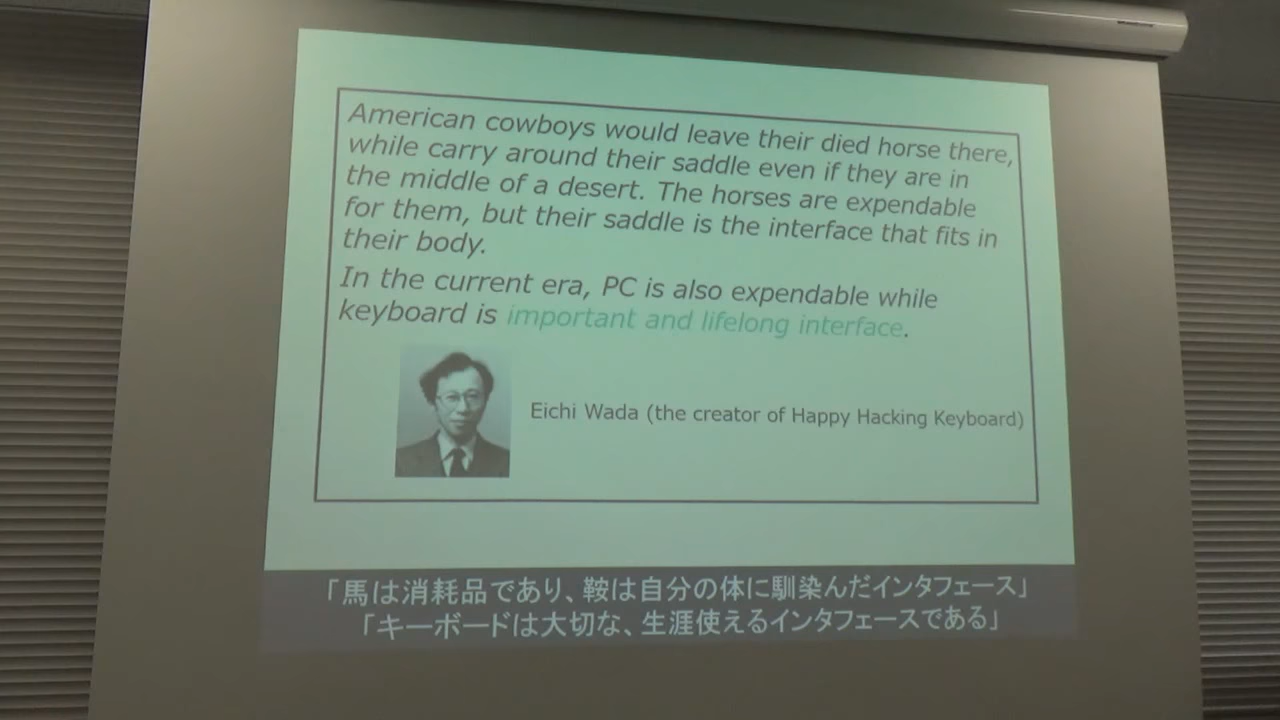 American cowboys would leave their died horse there,
while carry around their saddle even if they are in
the middle of a desert. The horses are expendable
for them, but their saddle is the interface that fits in
their body.
In the current era, PC is also expendable while
keyboard is important and lifelong interface.
Eichi Wada (the creator of Happy Hacking Keyboard)
「馬は消耗品であり、鞍は自分の体に馴染んだインタフェース」
「キーボードは大切な、生涯使えるインタフェースである」